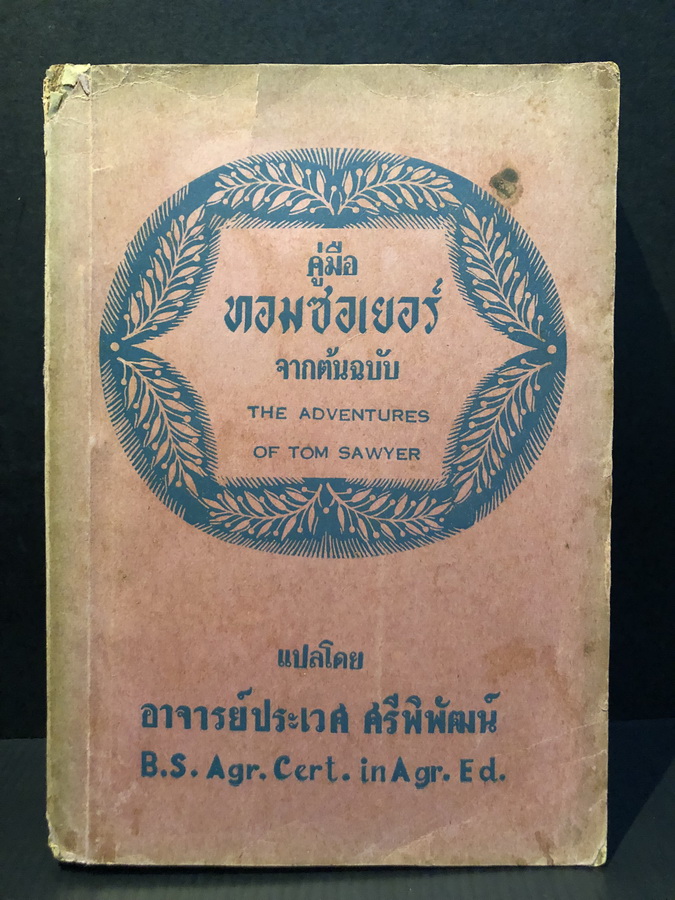 คู่มือ
ทอมซอเยอร์
จากต้นฉบับ
THE ADVENTURES
OF TOM SAWYER
แปลโดย
อาจารย์ประเวศ ศรีพิพัฒน์
B.S. Agr. Cert. in Agr. Ed.